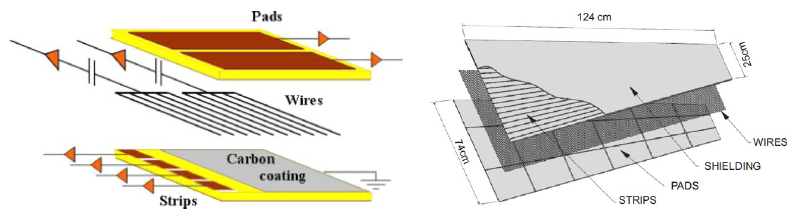 Pads
Wires
Carbon
coating
Strips
124 cm
25cm
74cm
WIRES
SHIELDING
PADS
STRIPS